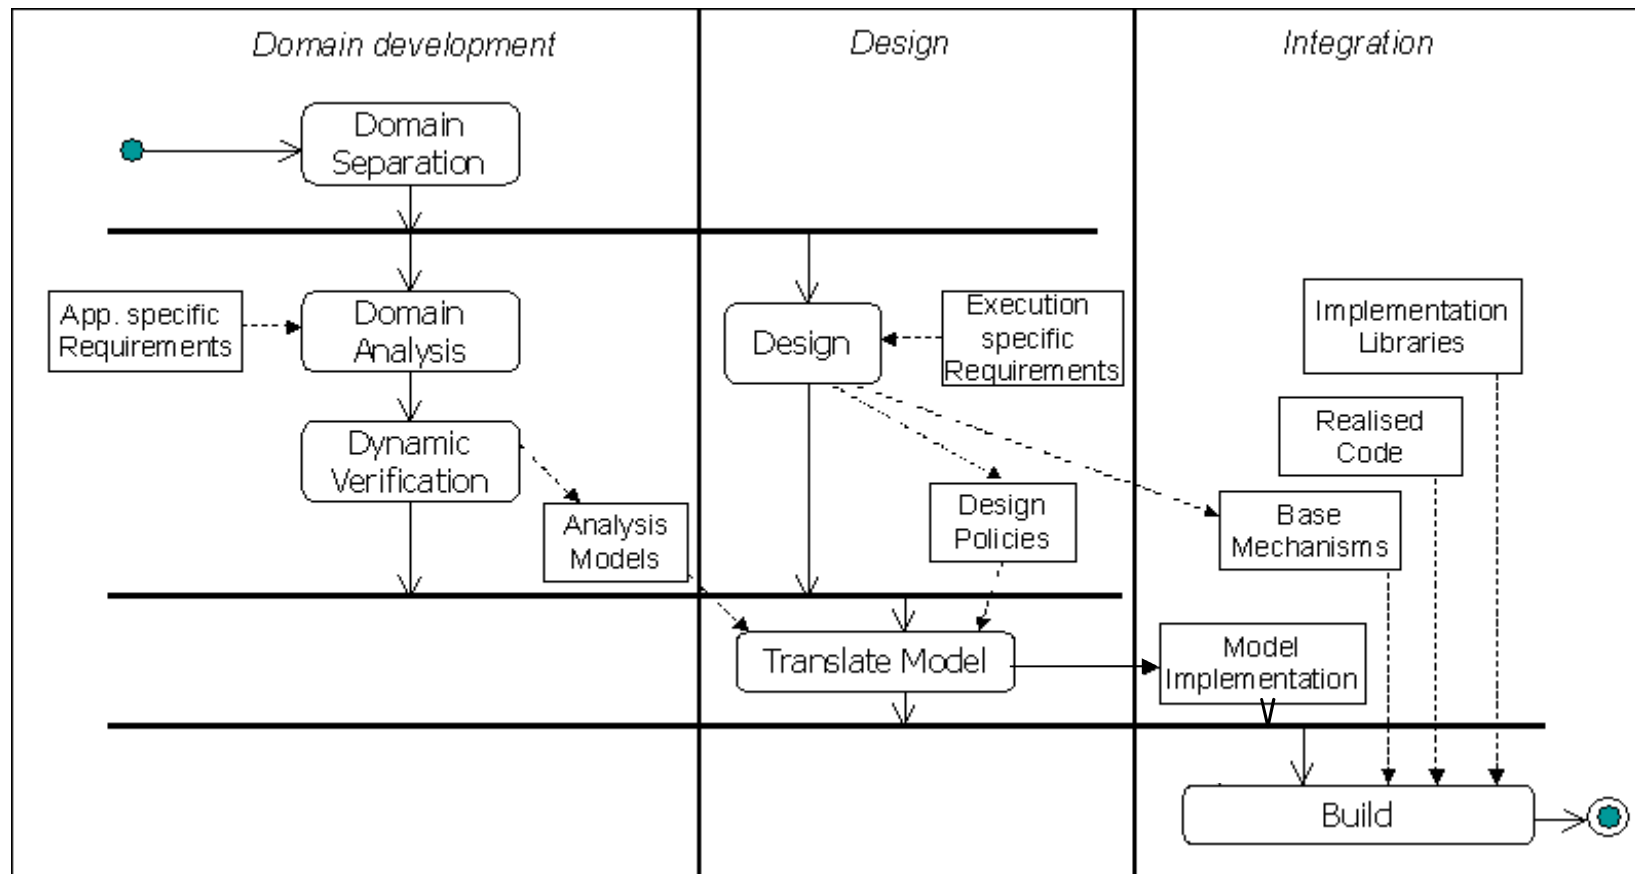 Domain development
Design
Integration
Domain
Separation
App. specific
Requirements
Domain
Analysis
Design
Execution
specific
Requirements
Implementation
Libraries
Realised
Code
Dynamic
Verification
Analysis
Models
Design
Policies
Base
Mechanisms
Translate Model
Model
Implementation
Build